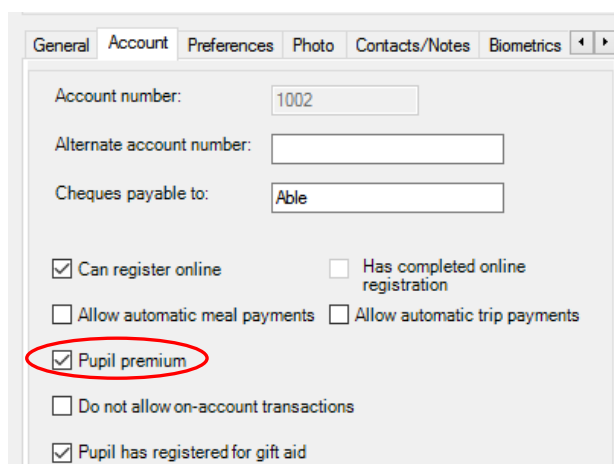 General Account Preferences Photo Contacts/Notes Biometrics
Account number: 1002
Alternate account number:
Cheques payable to: Able
Can register online Has completed online
registration
Allow automatic meal payments Allow automatic trip payments
Pupil premium
Do not allow on-account transactions
Pupil has registered for gift aid